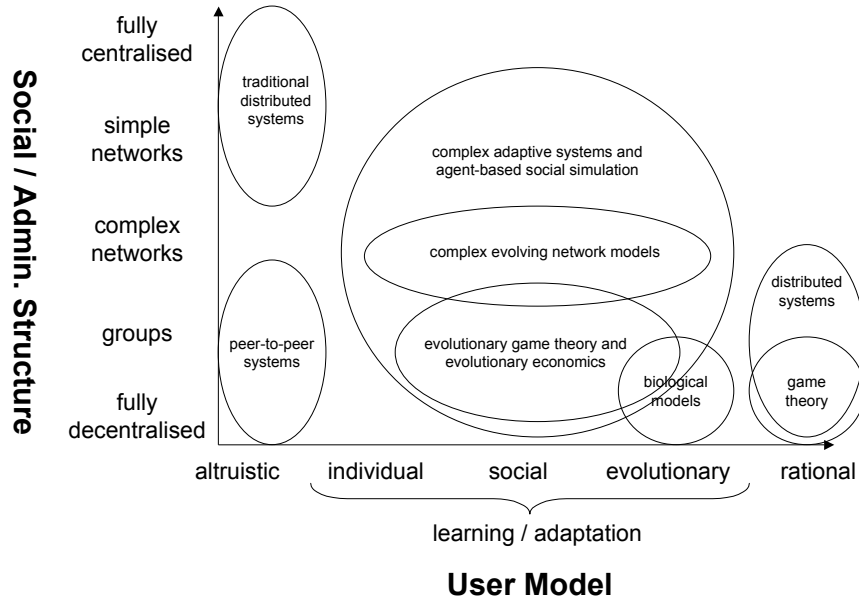 Social / Admin. Structure
fully
centralised
simple
networks
complex
networks
groups
fully
decentralised
traditional
distributed
systems
peer-to-peer
systems
complex adaptive systems and
agent-based social simulation
complex evolving network models
evolutionary game theory and
evolutionary economics
biological
models
distributed
systems
game
theory
altruistic
individual
social
evolutionary
rational
learning / adaptation
User Model